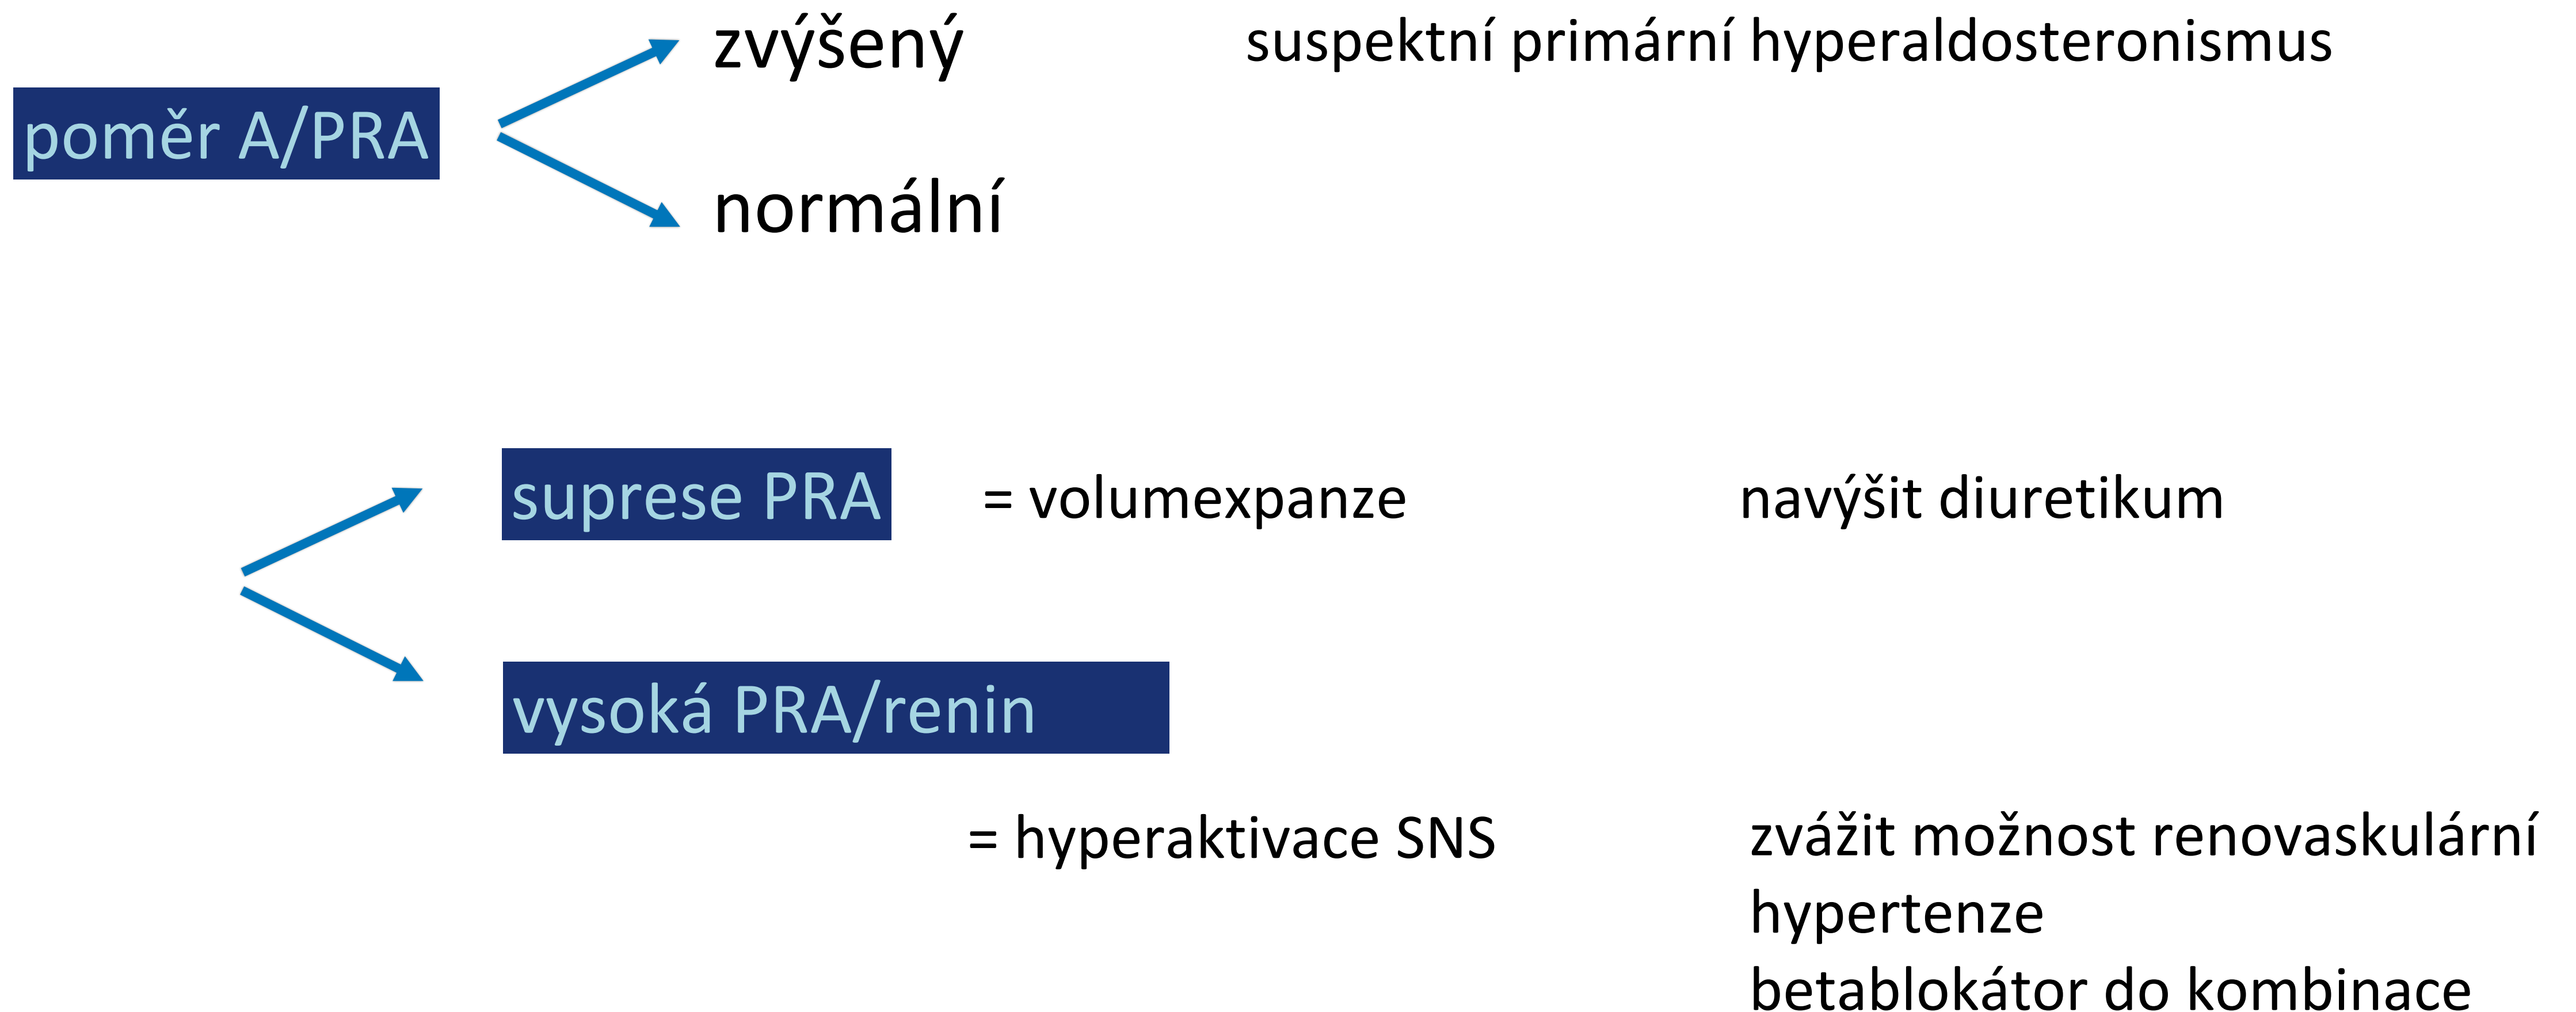 zvýšený
suspektní primární hyperaldosteronismus
poměr A/PRA
normální
suprese PRA
= volumexpanze
navýšit diuretikum
vysoká PRA/renin
= hyperaktivace SNS
zvážit možnost renovaskulární
hypertenze
betablokátor do kombinace